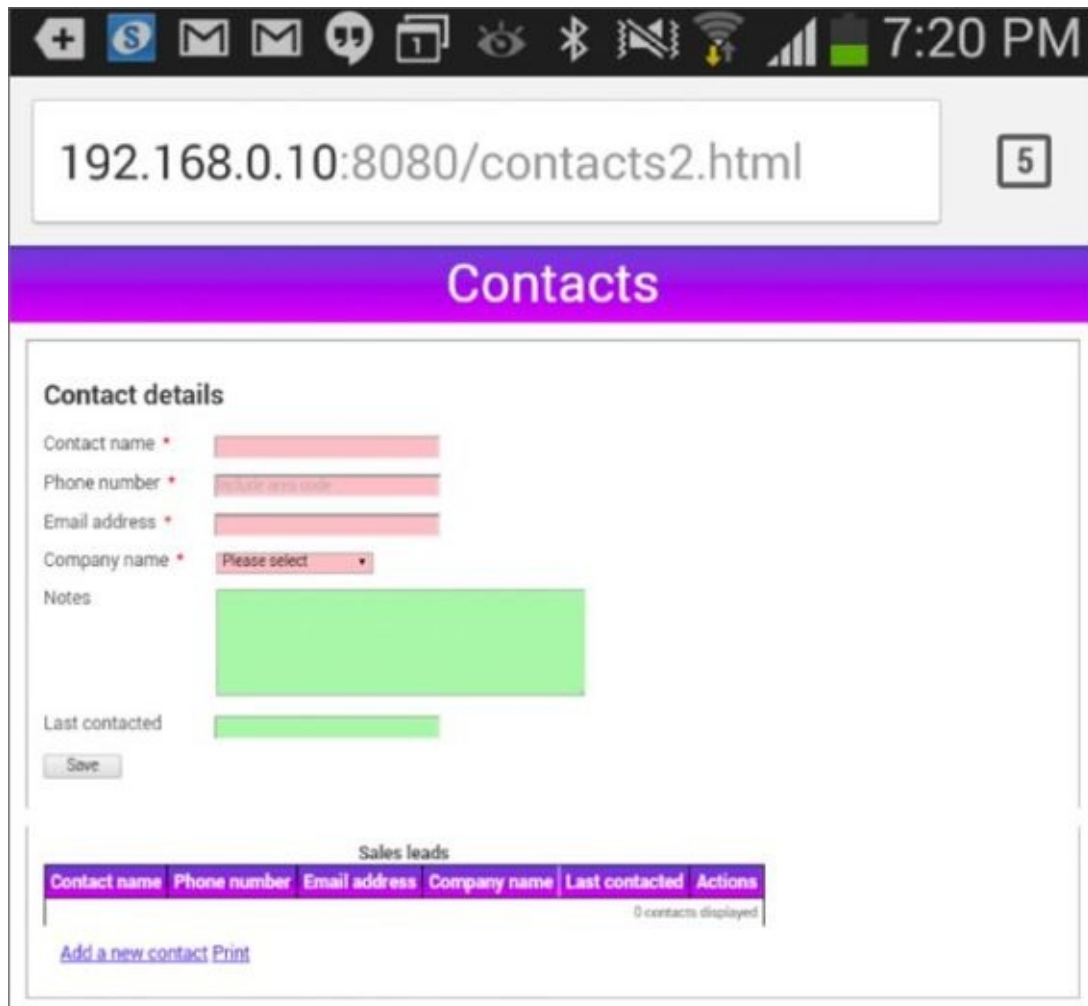 7:20 PM
192.168.0.10:8080/contacts2.html
5
Contacts
Contact details
Contact name *
Phone number * Include area code
Email address *
Company name * Please select
Notes
Last contacted
Save
Sales leads
Contact name Phone number Email address Company name Last contacted Actions
0 contacts displayed
Add a new contact Print